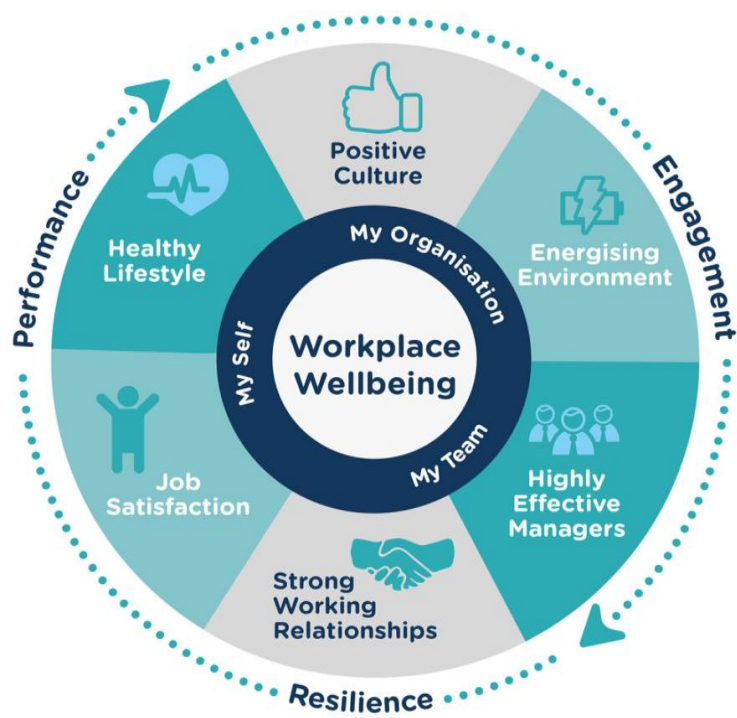 Workplace
Wellbeing
My Organisation
My Team
My Self
Positive
Culture
Energising
Environment
Highly
Effective
Managers
Strong
Working
Relationships
Job
Satisfaction
Healthy
Lifestyle
Engagement
Resilience
Performance